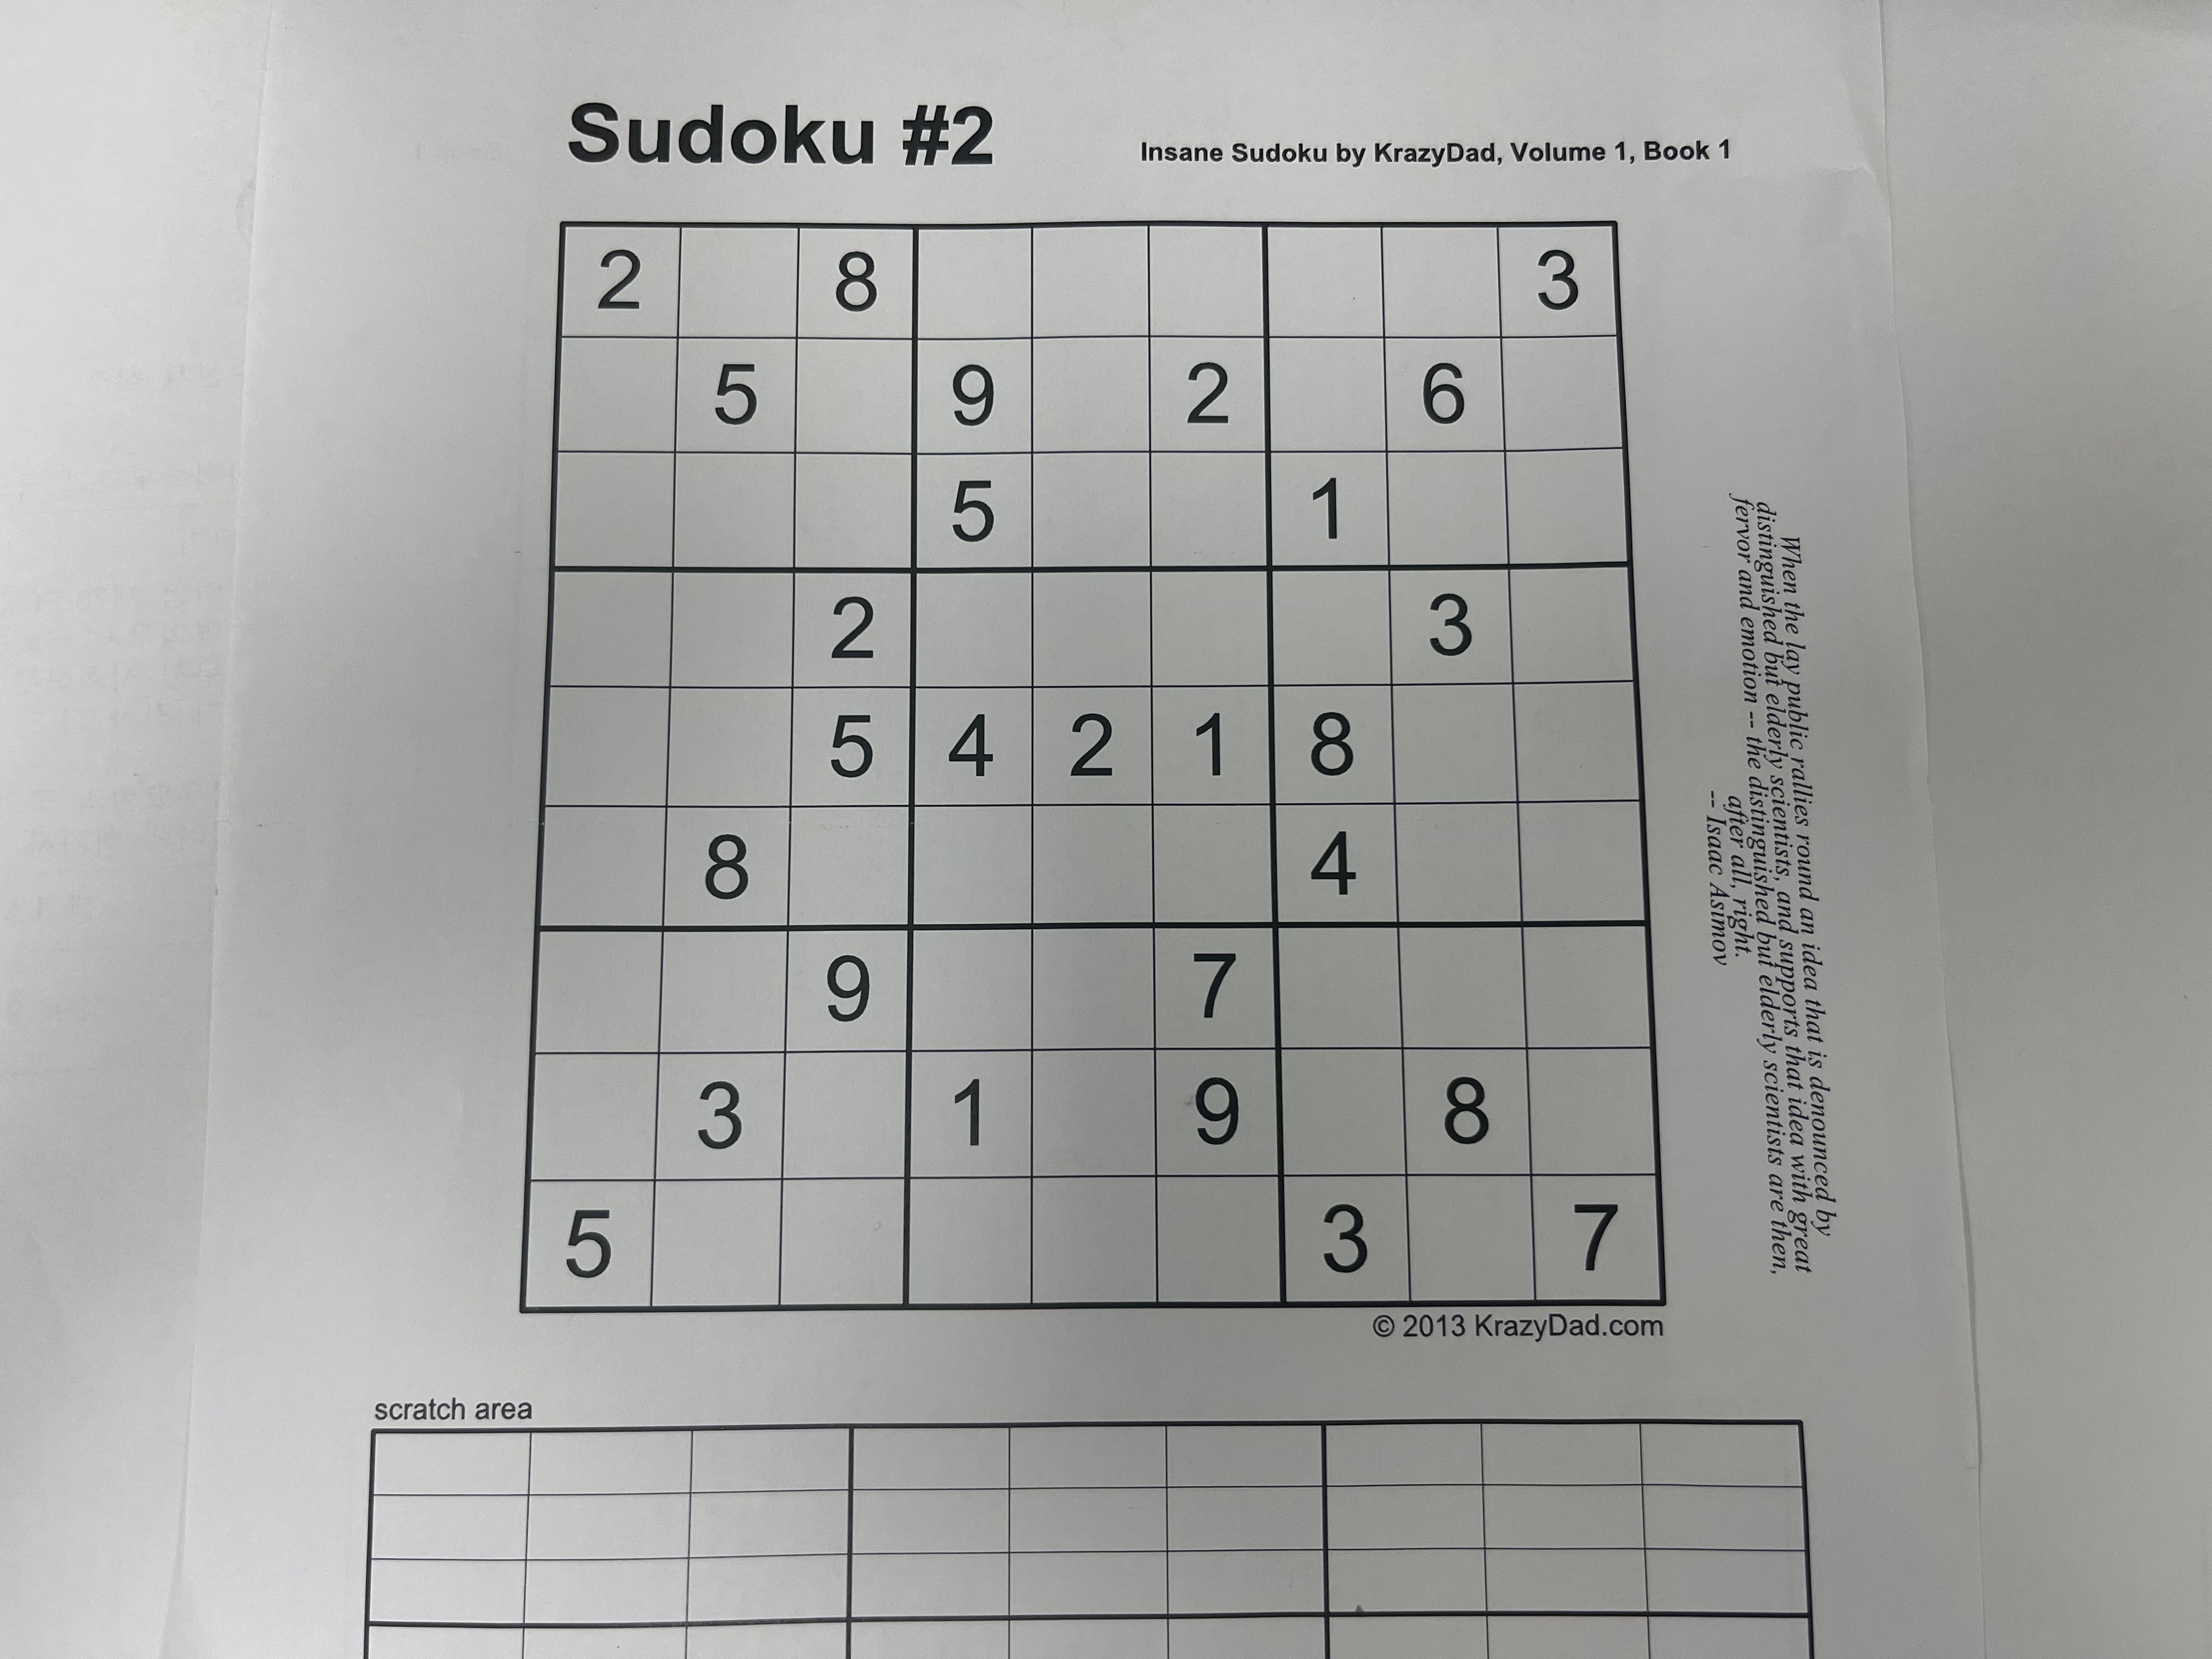 Sudoku #2
Insane Sudoku by KrazyDad, Volume 1, Book 1
2 8 3
5 9 2 6
5 1
2 3
5 4 2 1 8
8 4
9 7
3 1 9 8
5 3 7
When the lay public rallies round an idea that is denounced by
distinguished but elderly scientists, and supports that idea with great
fervor and emotion -- the distinguished but elderly scientists are then,
after all, right.
-- Isaac Asimov
© 2013 KrazyDad.com
scratch area